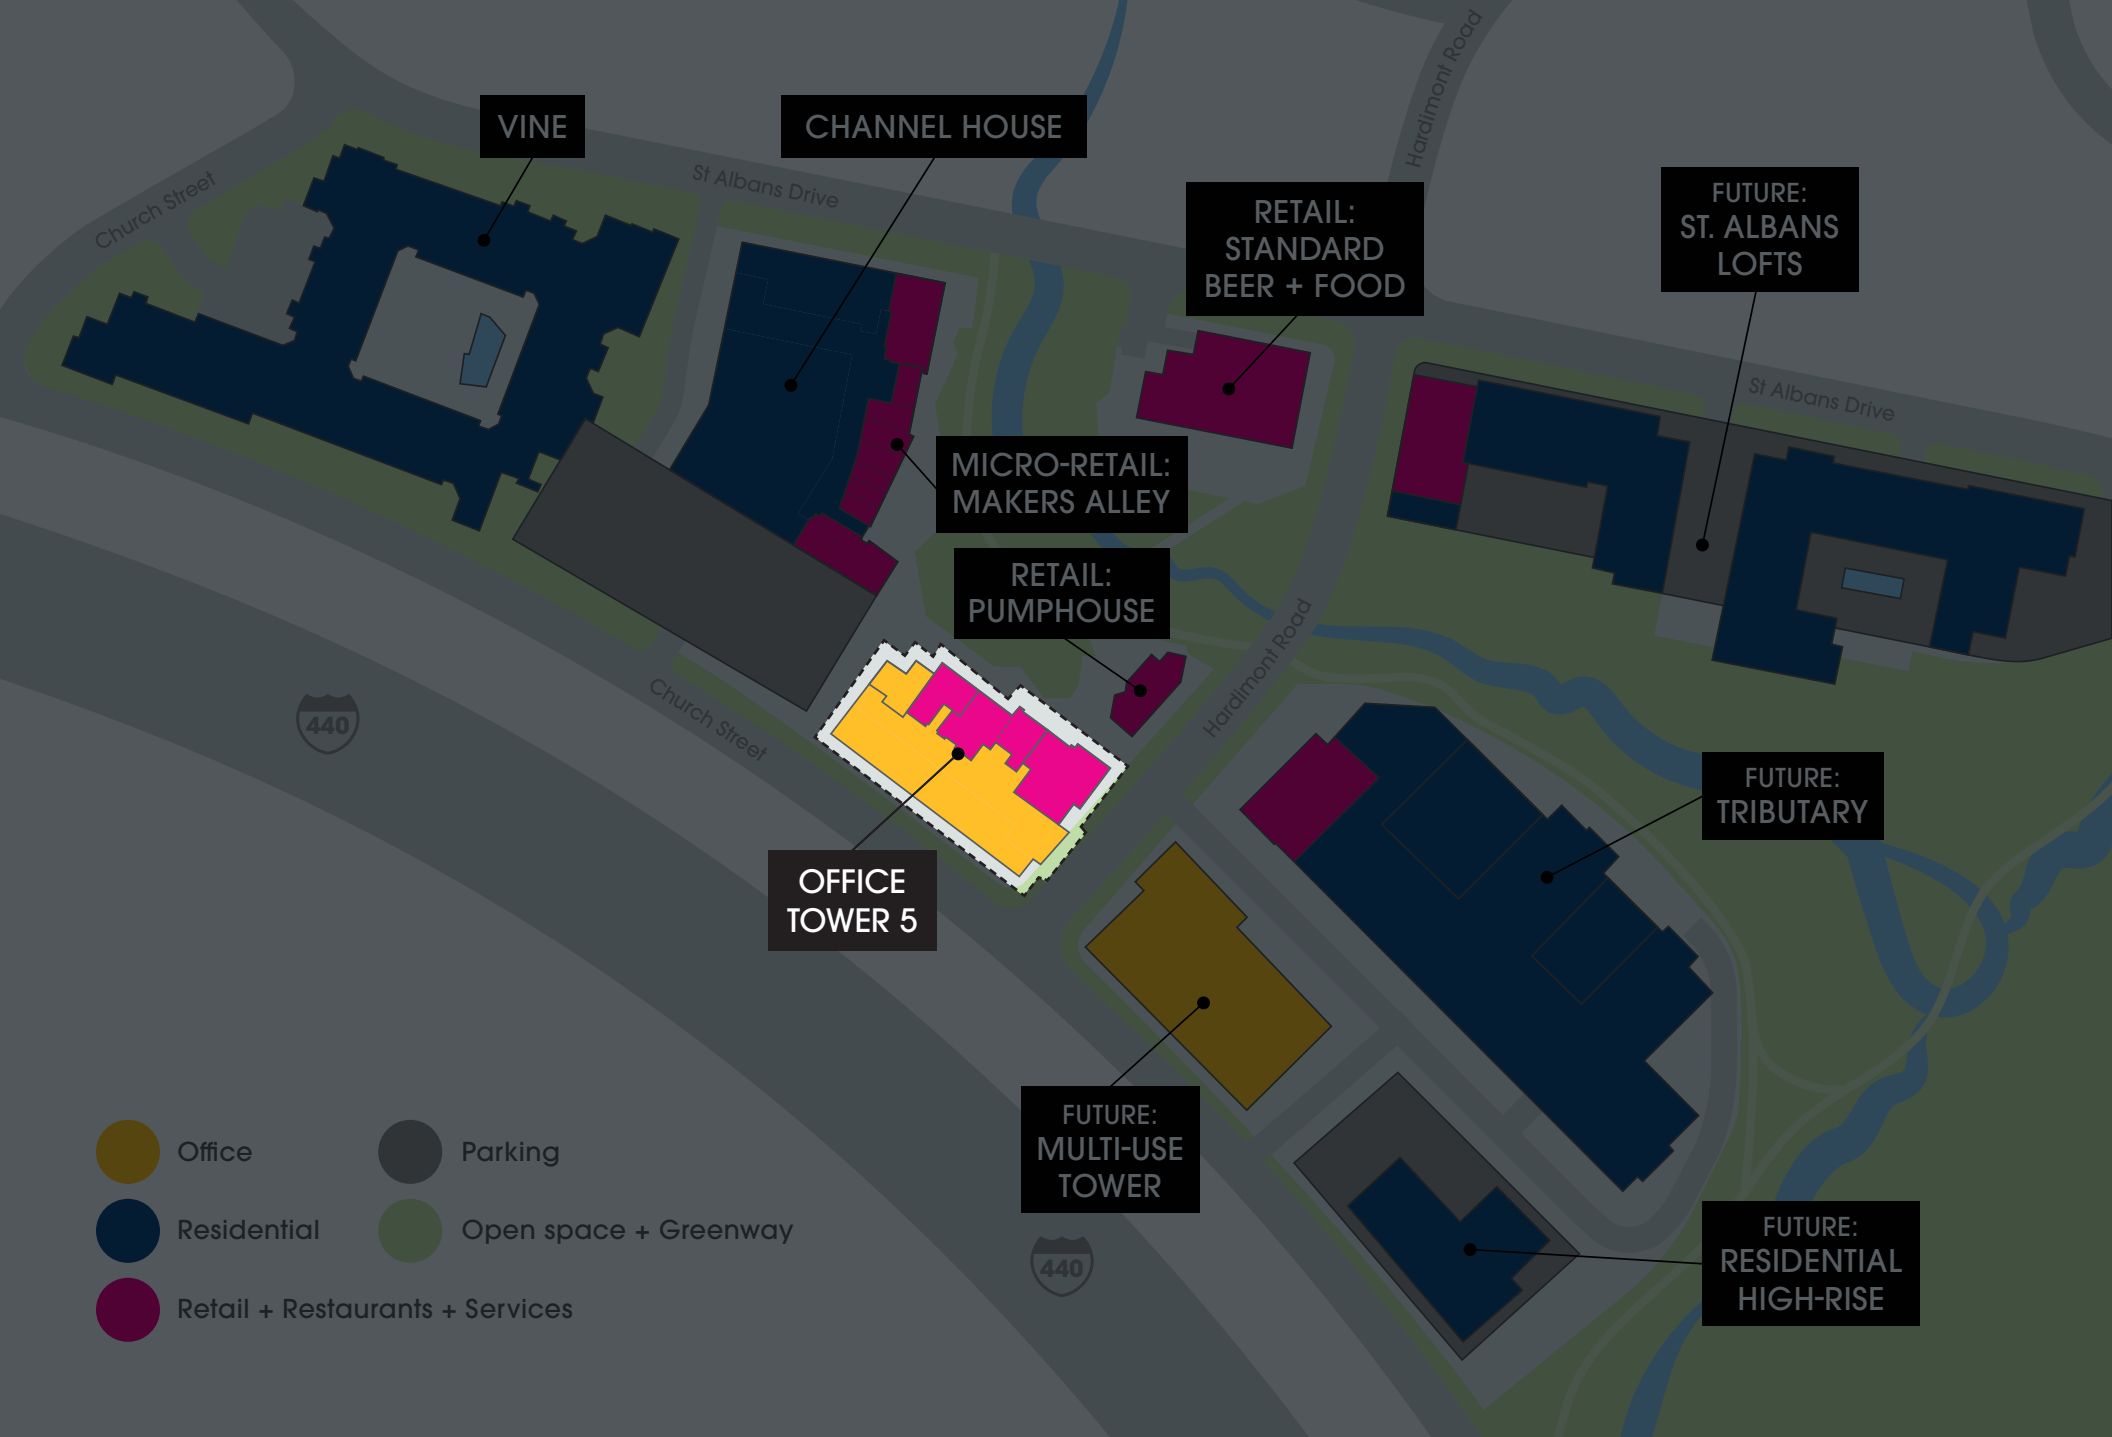 Hardimont Road
VINE
CHANNEL HOUSE
St Albans Drive
Church Street
RETAIL:
STANDARD
BEER + FOOD
FUTURE:
ST. ALBANS
LOFTS
St Albans Drive
MICRO-RETAIL:
MAKERS ALLEY
RETAIL:
PUMPHOUSE
Hardimont Road
440
Church Street
FUTURE:
TRIBUTARY
OFFICE
TOWER 5
FUTURE:
MULTI-USE
TOWER
FUTURE:
RESIDENTIAL
HIGH-RISE
440
Office
Residential
Retail + Restaurants + Services
Parking
Open space + Greenway